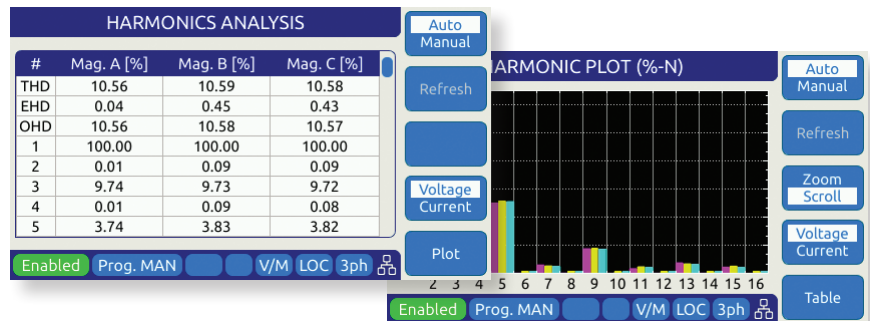 HARMONICS ANALYSIS
Auto
Manual
# Mag. A [%] Mag. B [%] Mag. C [%]
THD 10.56 10.59 10.58
EHD 0.04 0.45 0.43
OHD 10.56 10.58 10.57
1 100.00 100.00 100.00
2 0.01 0.09 0.09
3 9.74 9.73 9.72
4 0.01 0.09 0.08
5 3.74 3.83 3.82
Refresh
Voltage
Current
Plot
Enabled Prog. MAN V/M LOC 3ph
ARMONIC PLOT (%-N)
Auto
Manual
Refresh
Zoom
Scroll
Voltage
Current
Table
2 3 4 5 6 7 8 9 10 11 12 13 14 15 16
Enabled Prog. MAN V/M LOC 3ph